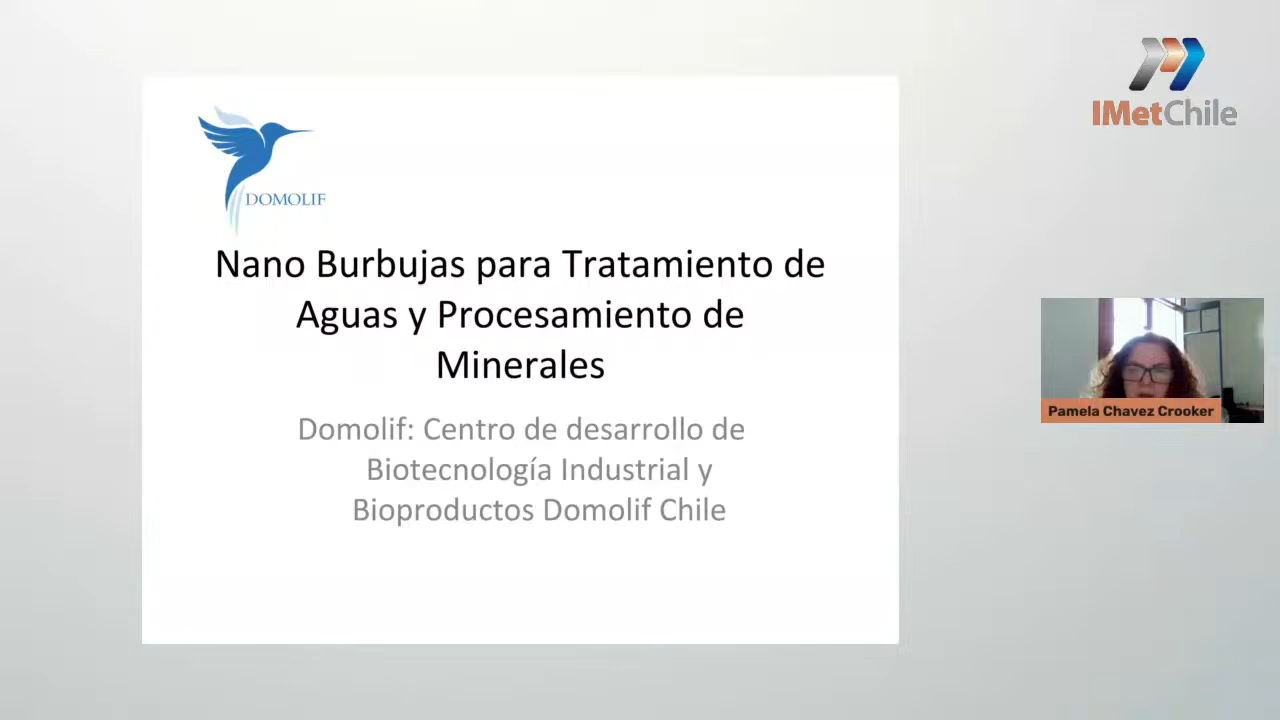 IMetChile
DOMOLIF
Nano Burbujas para Tratamiento de
Aguas y Procesamiento de
Minerales
Domolif: Centro de desarrollo de
Biotecnología Industrial y
Bioproductos Domolif Chile
Pamela Chavez Crooker